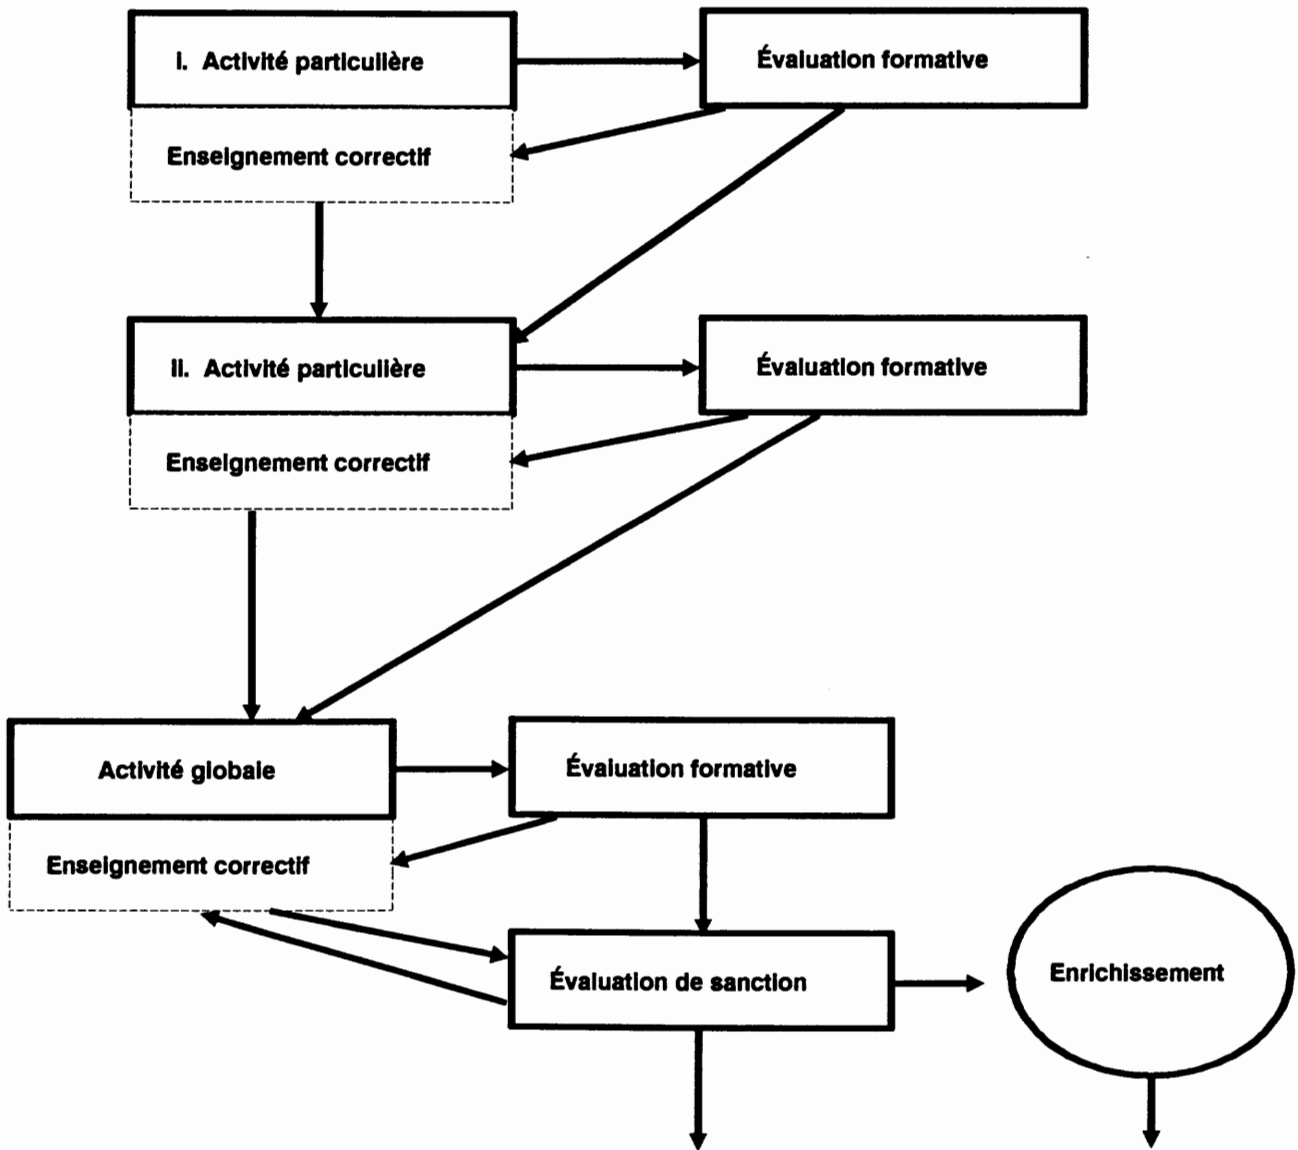 I. Activité particulière
Évaluation formative
Enseignement correctif
II. Activité particulière
Évaluation formative
Enseignement correctif
Activité globale
Évaluation formative
Enseignement correctif
Évaluation de sanction
Enrichissement